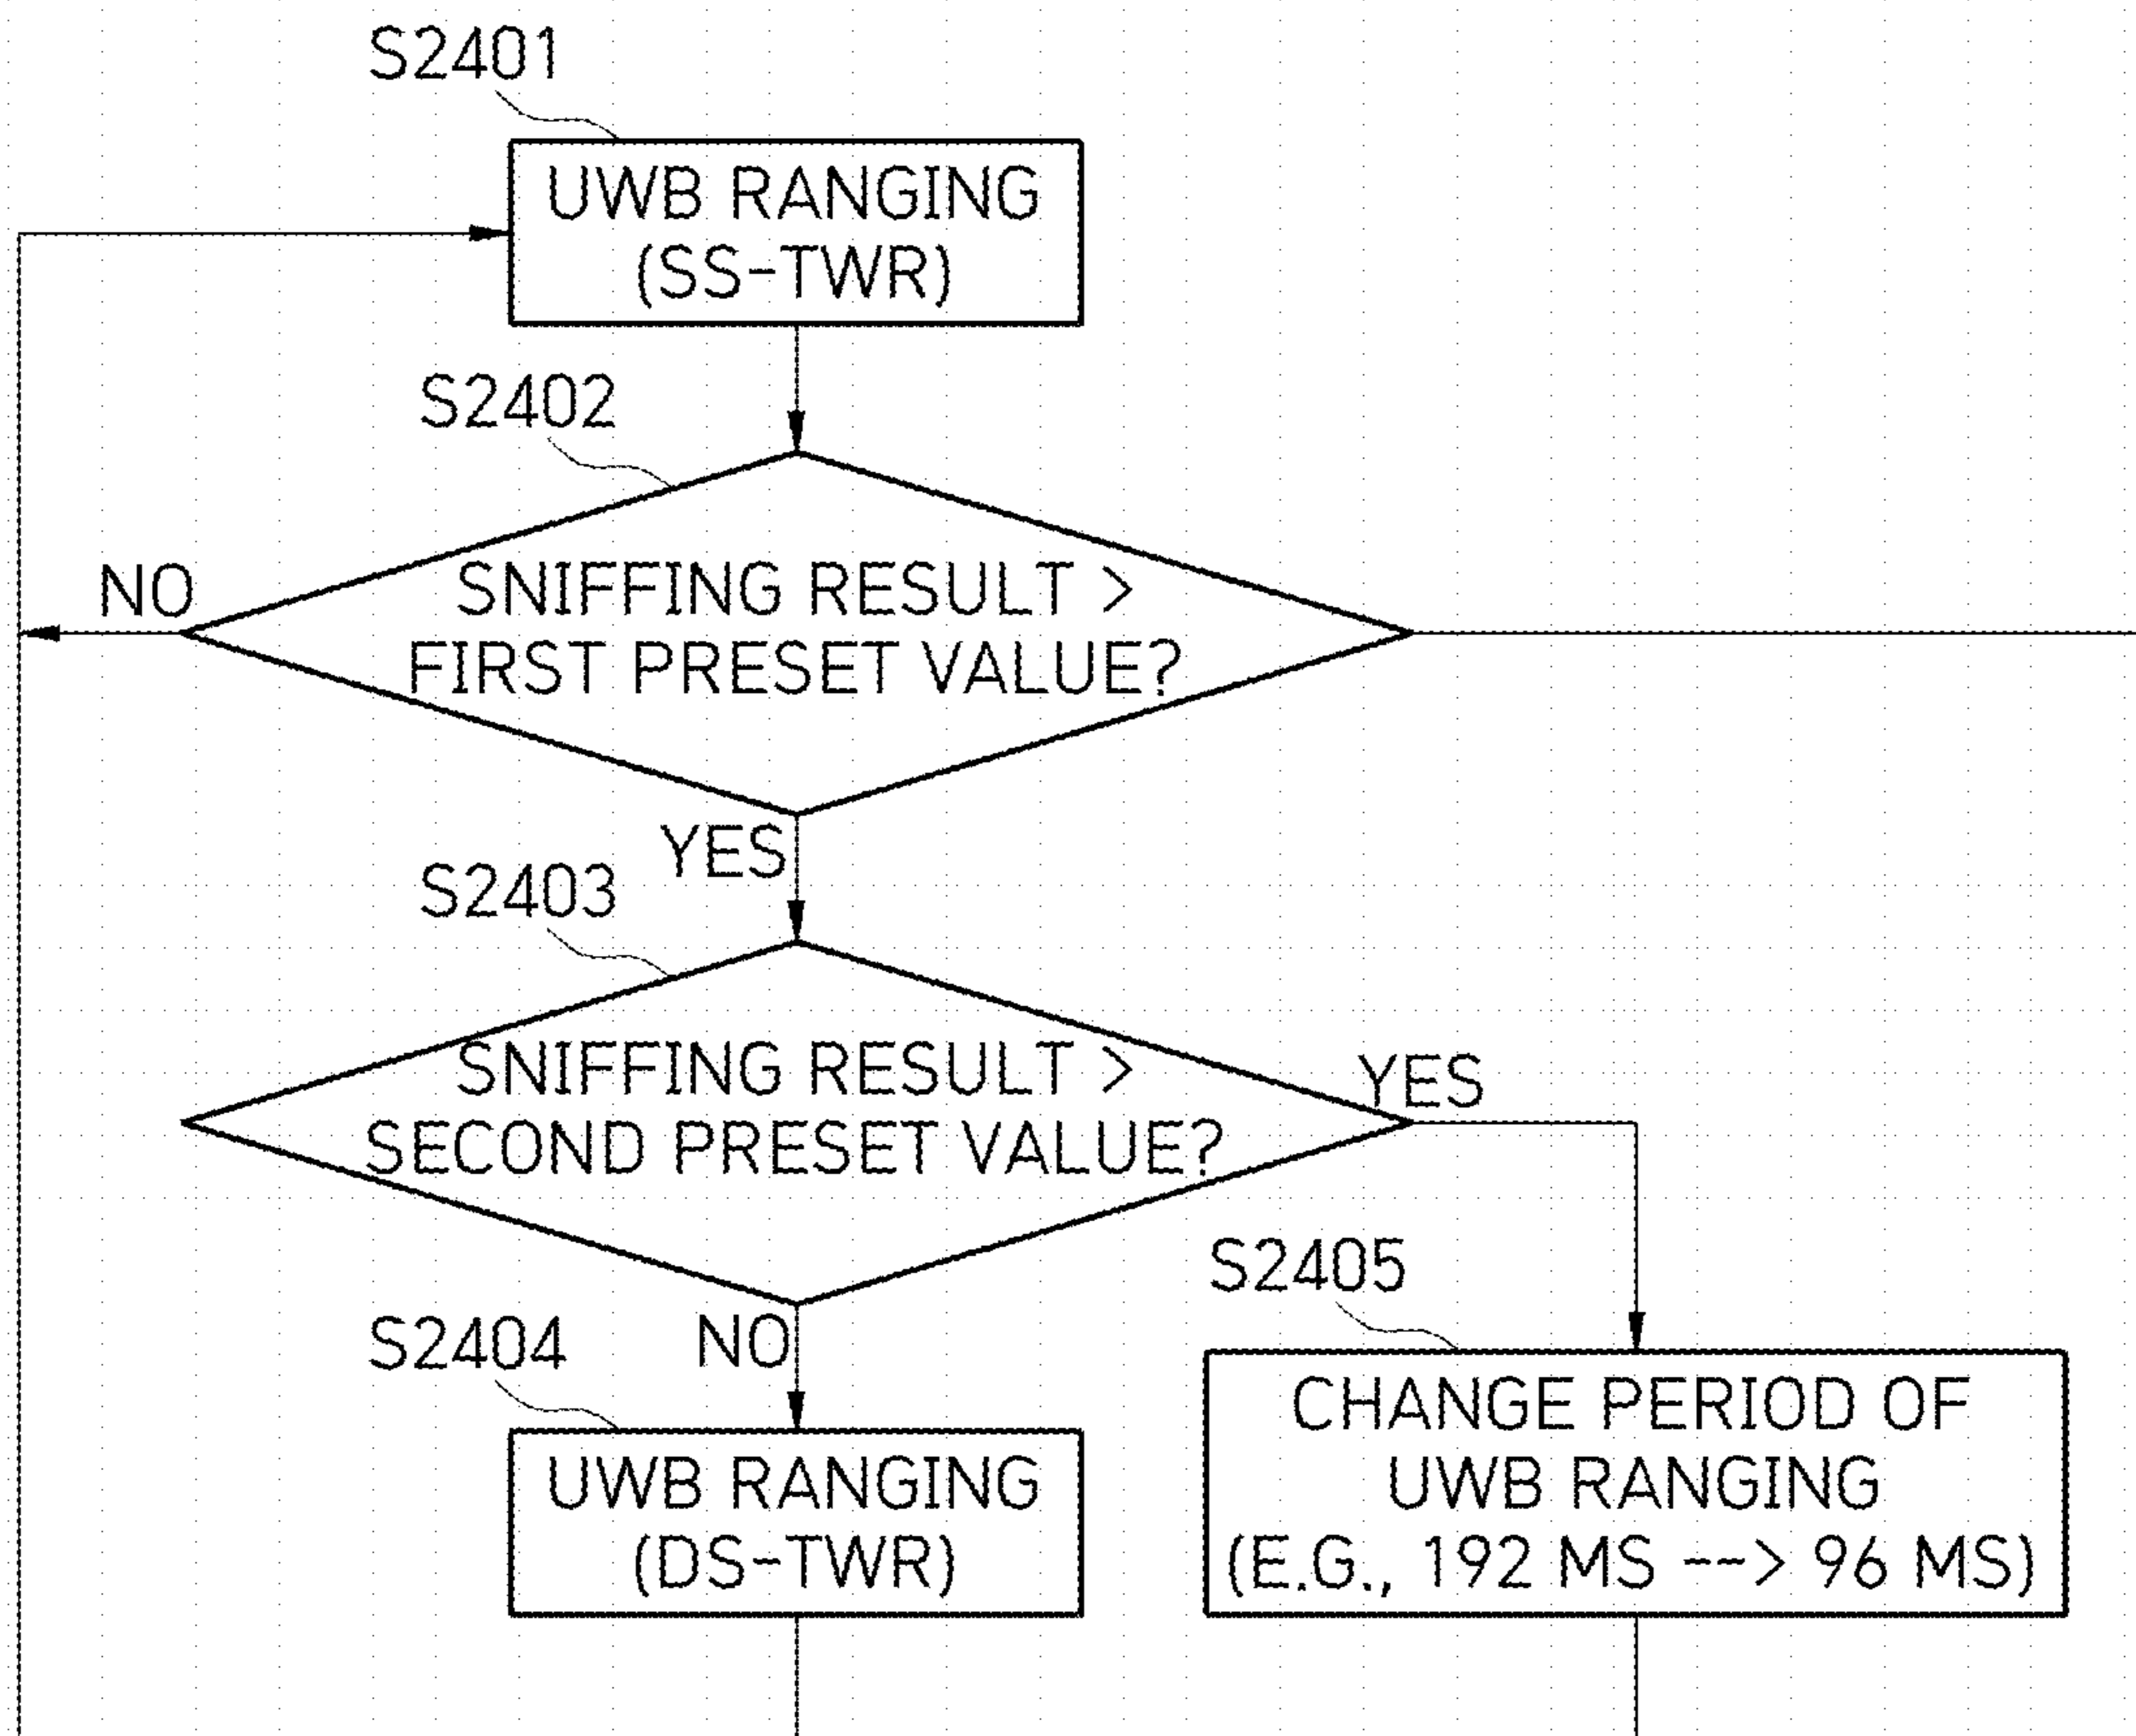 S2401
UWB RANGING
(SS-TWR)
S2402
NO
SNIFFING RESULT >
FIRST PRESET VALUE?
YES
S2403
SNIFFING RESULT >
SECOND PRESET VALUE?
YES
NO
S2404
UWB RANGING
(DS-TWR)
S2405
CHANGE PERIOD OF
UWB RANGING
(E.G., 192 MS --> 96 MS)